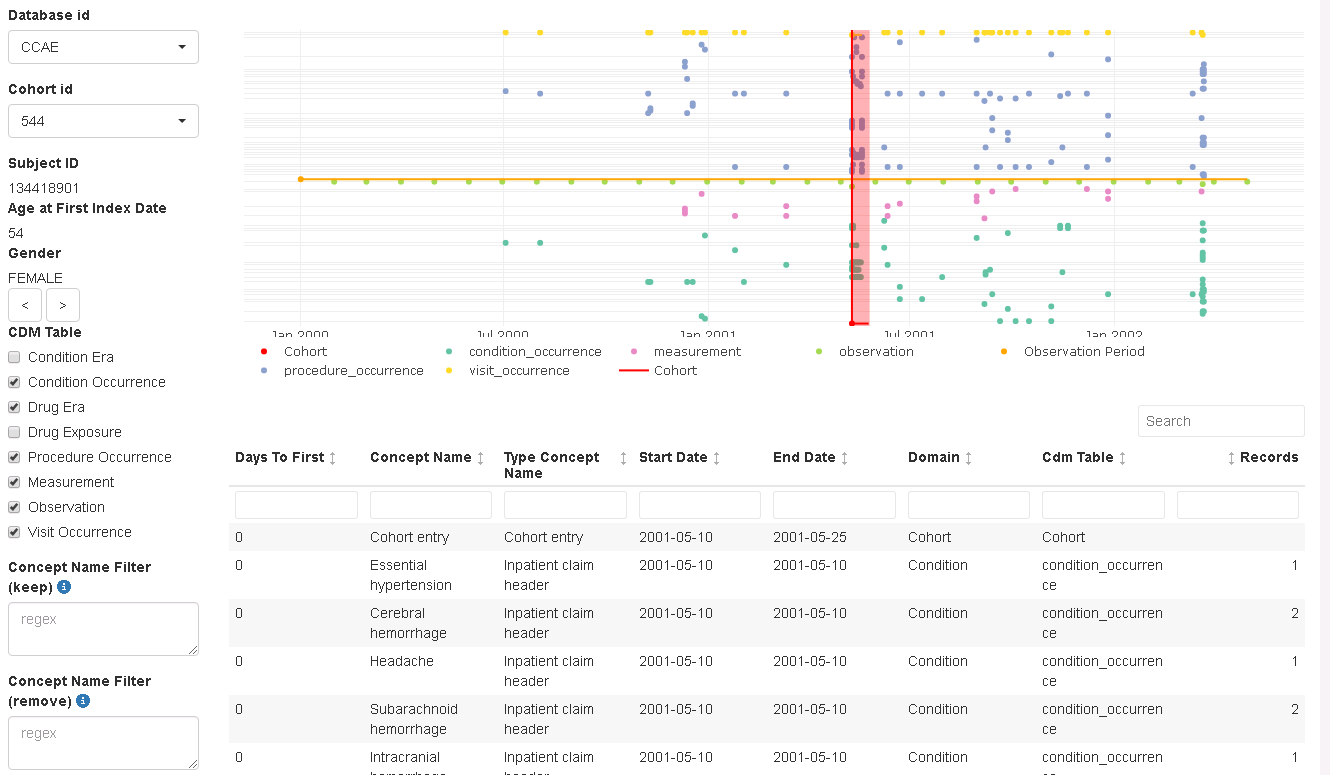 Database id
CCAE
Cohort id
544
Subject ID
134418901
Age at First Index Date
54
Gender
FEMALE
< >
CDM Table
Condition Era
Condition Occurrence
Drug Era
Drug Exposure
Procedure Occurrence
Measurement
Observation
Visit Occurrence
Concept Name Filter
(keep) i
regex
Concept Name Filter
(remove) i
regex
Jan 2000 Jul 2000 Jan 2001 Jul 2001 Jan 2002
Cohort condition_occurrence measurement observation Observation Period
procedure_occurrence visit_occurrence Cohort
Search
Days To First Concept Name Type Concept Name Start Date End Date Domain Cdm Table Records
0 Cohort entry Cohort entry 2001-05-10 2001-05-25 Cohort Cohort
0 Essential Inpatient claim 2001-05-10 2001-05-10 Condition condition_occurren 1
hypertension header ce
0 Cerebral Inpatient claim 2001-05-10 2001-05-10 Condition condition_occurren 2
hemorrhage header ce
0 Headache Inpatient claim 2001-05-10 2001-05-10 Condition condition_occurren 1
header ce
0 Subarachnoid Inpatient claim 2001-05-10 2001-05-10 Condition condition_occurren 2
hemorrhage header ce
0 Intracranial Inpatient claim 2001-05-10 2001-05-10 Condition condition_occurren 1